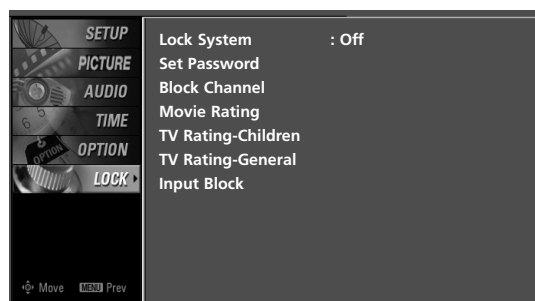 SETUP
PICTURE
AUDIO
TIME
OPTION
LOCK
Move MENU Prev
Lock System : Off
Set Password
Block Channel
Movie Rating
TV Rating-Children
TV Rating-General
Input Block